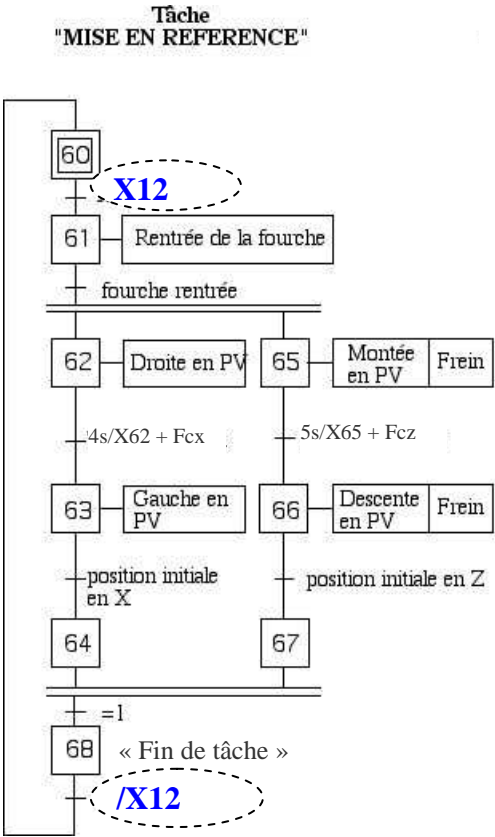 Tâche
"MISE EN REFERENCE"
60
X12
61 Rentrée de la fourche
fourche rentrée
62 Droite en PV 65 Montée en PV Frein
4s/X62 + Fcx 5s/X65 + Fcz
63 Gauche en PV 66 Descente en PV Frein
position initiale en X position initiale en Z
64 67
=1
68 « Fin de tâche »
/X12